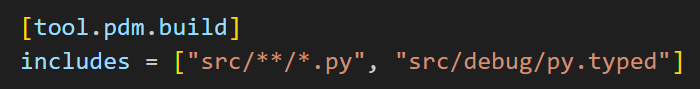 [tool.pdm.build]
includes = ["src/**/*.py", "src/debug/py.typed"]